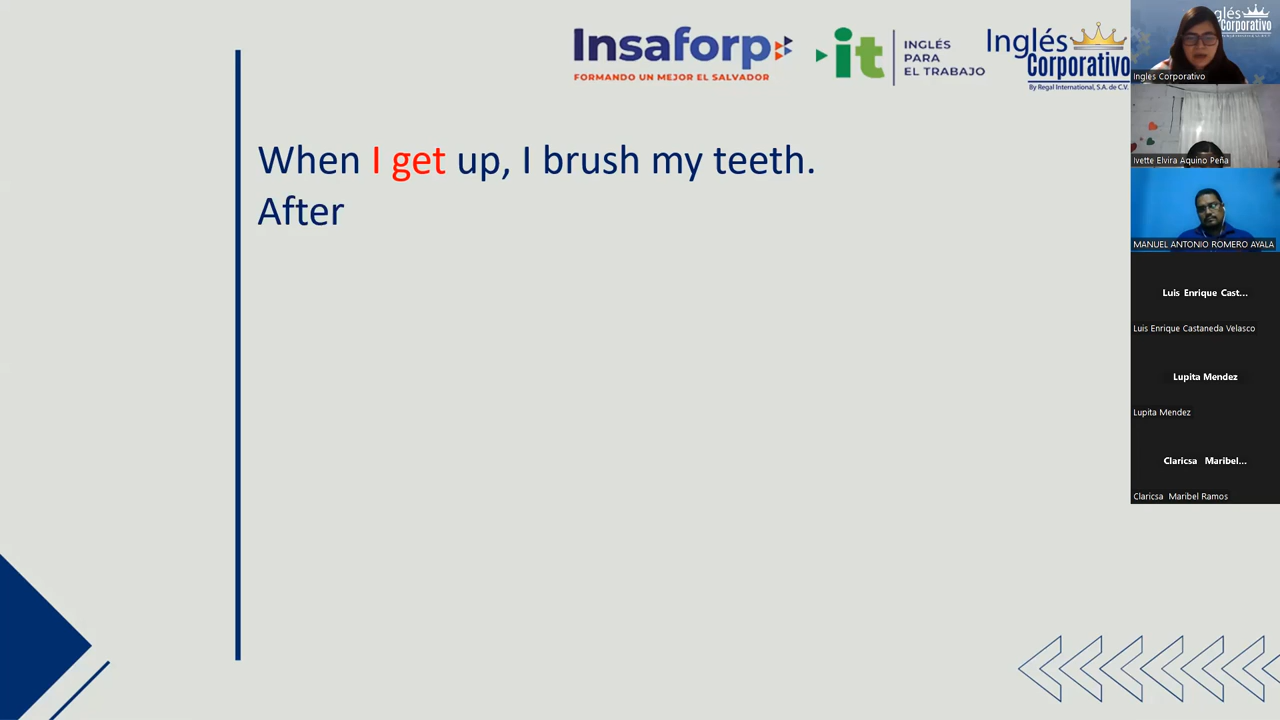 Insaforp
FORMANDO UN MEJOR EL SALVADOR
it
INGLÉS
PARA
EL TRABAJO
Inglés
Corporativo
By Regal International, S.A. de C.V.
When I get up, I brush my teeth.
After
Inglés Corporativo
Ivette Elvira Aquino Peña
MANUEL ANTONIO ROMERO AYALA
Luis Enrique Cast...
Luis Enrique Castaneda Velasco
Lupita Mendez
Lupita Mendez
Claricsa Maribel...
Claricsa Maribel Ramos